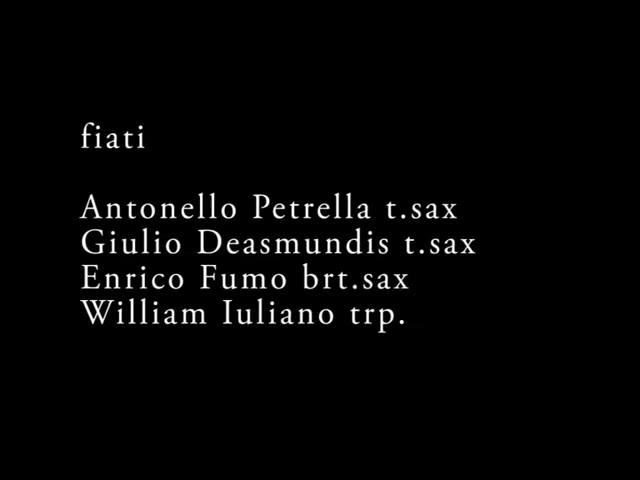 fiati
Antonello Petrella t.sax
Giulio Deasmundis t.sax
Enrico Fumo brt.sax
William Iuliano trp.